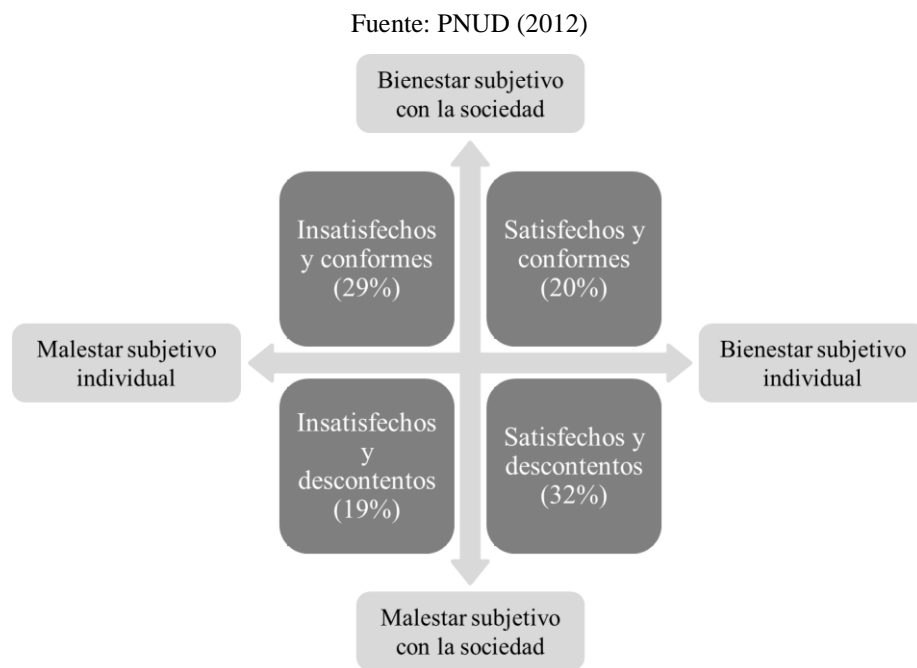 Fuente: PNUD (2012)
Bienestar subjetivo
con la sociedad
Insatisfechos
y conformes
(29%)
Satisfechos y
conformes
(20%)
Malestar subjetivo
individual
Bienestar subjetivo
individual
Insatisfechos
y
descontentos
(19%)
Satisfechos y
descontentos
(32%)
Malestar subjetivo
con la sociedad